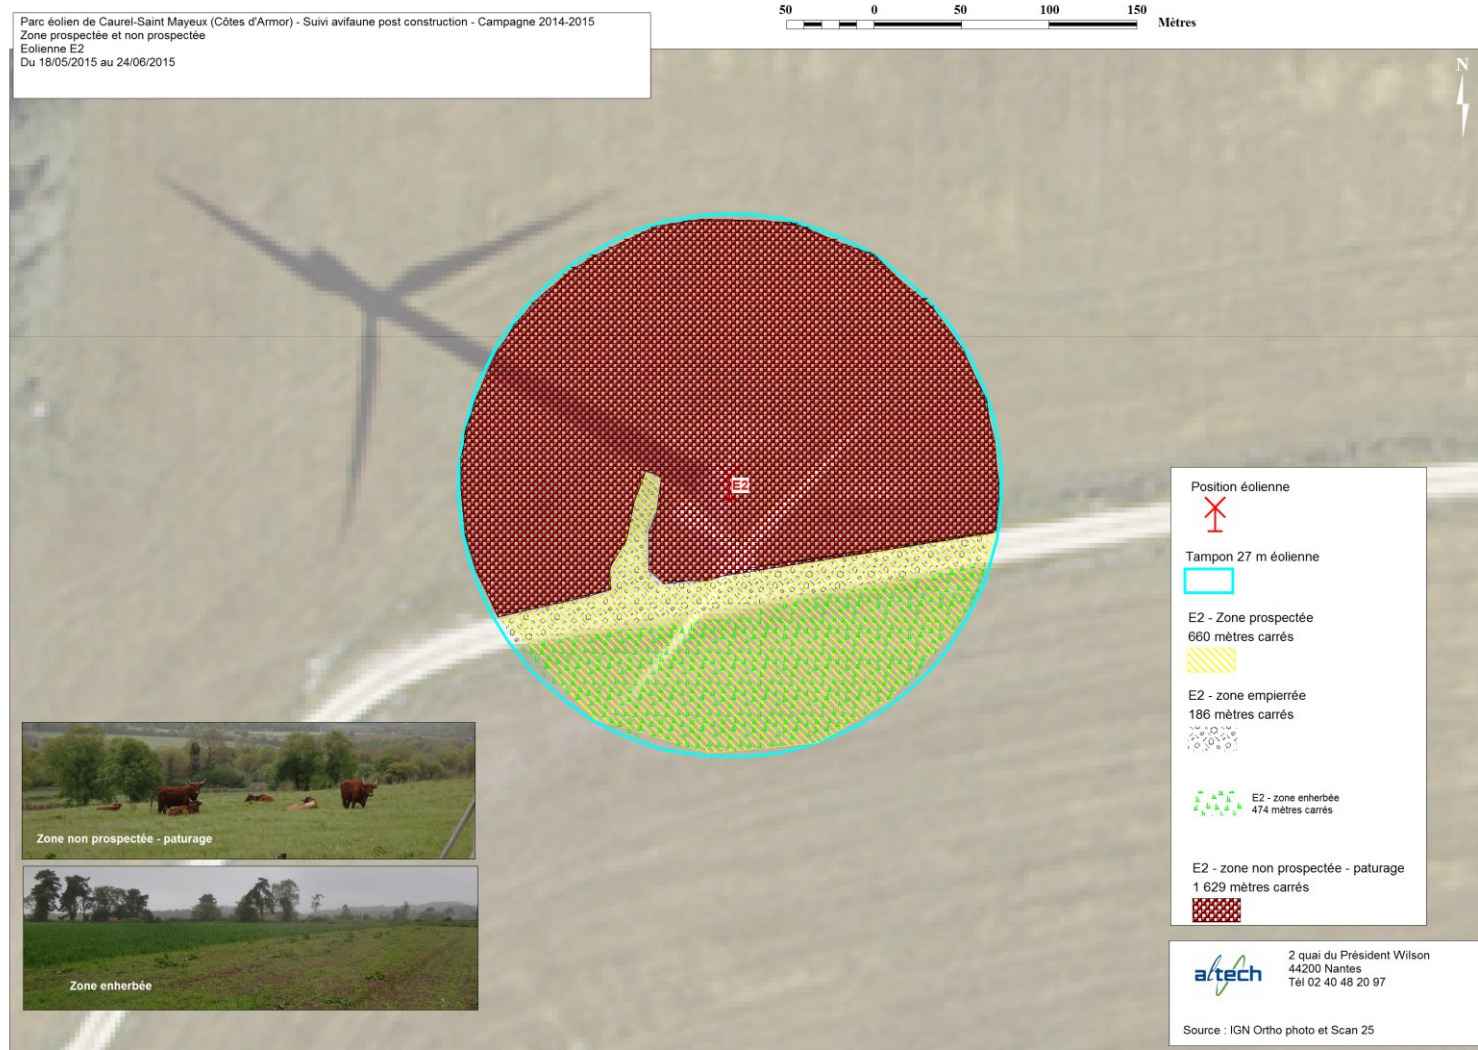 Parc éolien de Caurel-Saint Mayeux (Côtes d'Armor) - Suivi avifaune post construction - Campagne 2014-2015
Zone prospectée et non prospectée
Eolienne E2
Du 18/05/2015 au 24/06/2015
50 0 50 100 150 Mètres
N
E2
Position éolienne
Tampon 27 m éolienne
E2 - Zone prospectée
660 mètres carrés
E2 - zone empierrée
186 mètres carrés
E2 - zone enherbée
474 mètres carrés
E2 - zone non prospectée - paturage
1 629 mètres carrés
Zone non prospectée - paturage
Zone enherbée
altech
2 quai du Président Wilson
44200 Nantes
Tél 02 40 48 20 97
Source : IGN Ortho photo et Scan 25